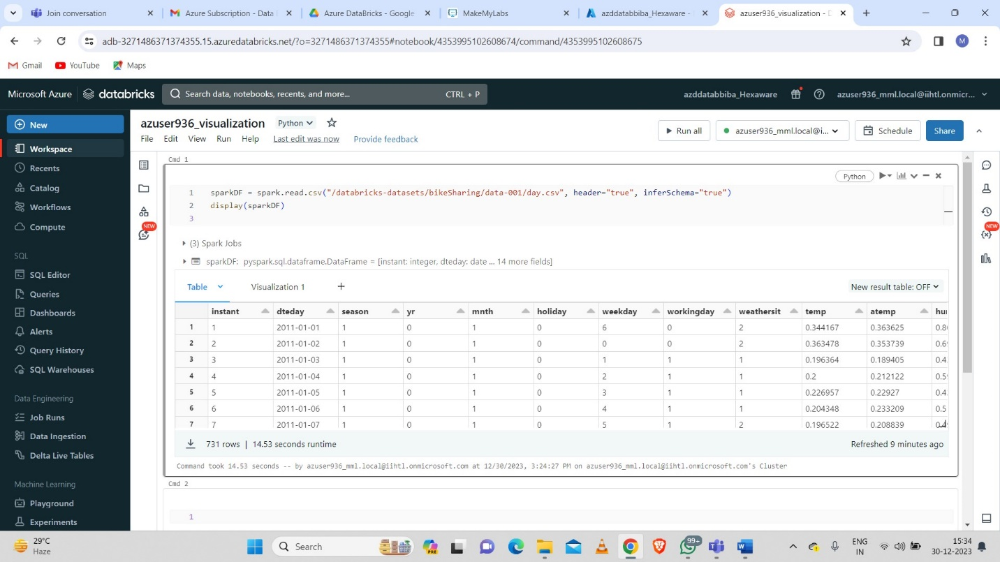 Join conversation
Azure Subscription - Data
Azure DataBricks - Google
MakeMyLabs
azddatabbiba_Hexaware -
azuser936_visualization - D
adb-3271486371374355.15.azuredatabricks.net/?o=3271486371374355#notebook/4353995102608674/command/4353995102608675
M
Gmail YouTube Maps
Microsoft Azure databricks Search data, notebooks, recents, and more... CTRL + P azddatabbiba_Hexaware azuser936_mml.local@iihtl.onmicr...
New
Workspace
Recents
Catalog
Workflows
Compute
SQL
SQL Editor
Queries
Dashboards
Alerts
Query History
SQL Warehouses
Data Engineering
Job Runs
Data Ingestion
Delta Live Tables
Machine Learning
Playground
Experiments
azuser936_visualization Python
File Edit View Run Help Last edit was now Provide feedback
Run all azuser936_mml.local@i... Schedule Share
NEW
NEW
Cmd 1
Python
1 sparkDF = spark.read.csv("/databricks-datasets/bikeSharing/data-001/day.csv", header="true", inferSchema="true")
2 display(sparkDF)
3
(3) Spark Jobs
sparkDF: pyspark.sql.dataframe.DataFrame = [instant: integer, dteday: date ... 14 more fields]
Table Visualization 1 + New result table: OFF
instant dteday season yr mnth holiday weekday workingday weathersit temp atemp hu
1 1 2011-01-01 1 0 1 0 6 0 2 0.344167 0.363625 0.8
2 2 2011-01-02 1 0 1 0 0 0 2 0.363478 0.353739 0.6
3 3 2011-01-03 1 0 1 0 1 1 1 0.196364 0.189405 0.4
4 4 2011-01-04 1 0 1 0 2 1 1 0.2 0.212122 0.5
5 5 2011-01-05 1 0 1 0 3 1 1 0.226957 0.22927 0.4
6 6 2011-01-06 1 0 1 0 4 1 1 0.204348 0.233209 0.5
7 7 2011-01-07 1 0 1 0 5 1 2 0.196522 0.208839
731 rows | 14.53 seconds runtime Refreshed 9 minutes ago
Command took 14.53 seconds -- by azuser936_mml.local@iihtl.onmicrosoft.com at 12/30/2023, 3:24:27 PM on azuser936_mml.local@iihtl.onmicrosoft.com's Cluster
Cmd 2
1
29°C
Haze
Search
PRE
99+
ENG
IN
15:34
30-12-2023